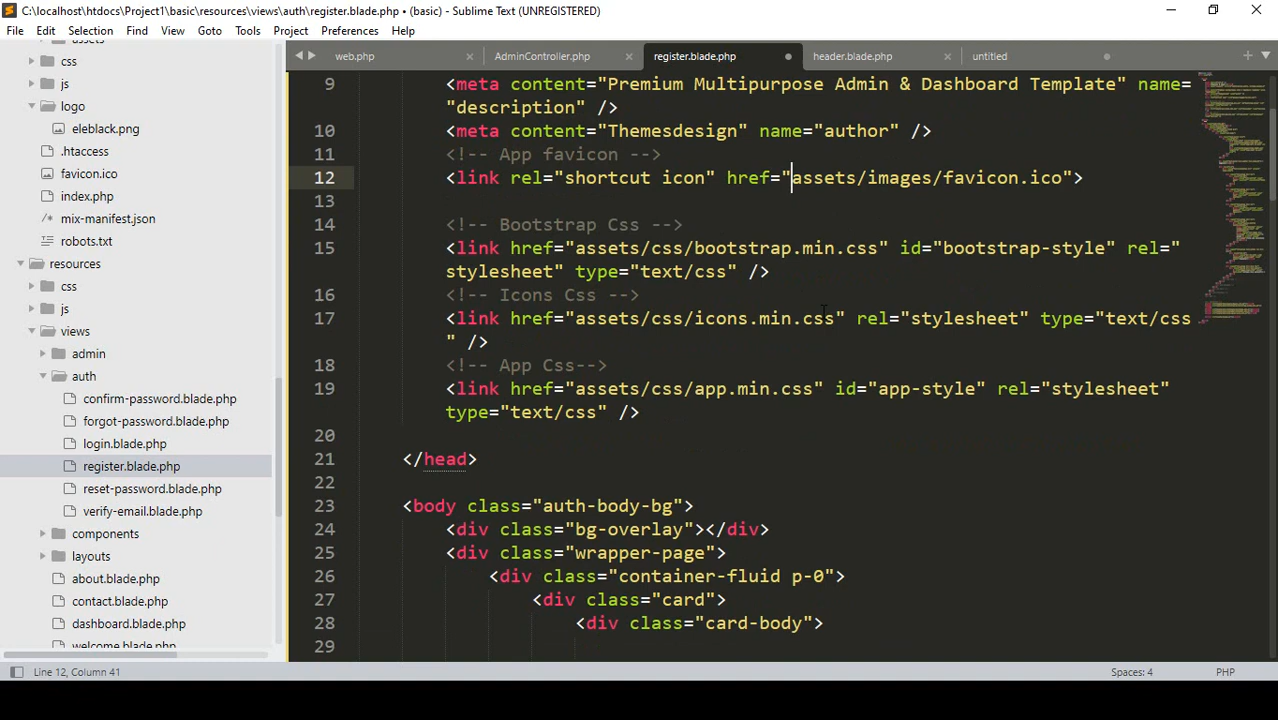 C:\localhost\htdocs\Project1\basic\resources\views\auth\register.blade.php • (basic) - Sublime Text (UNREGISTERED)
File Edit Selection Find View Goto Tools Project Preferences Help
web.php AdminController.php register.blade.php header.blade.php untitled
css
js
logo
eleblack.png
.htaccess
favicon.ico
index.php
mix-manifest.json
robots.txt
resources
css
js
views
admin
auth
confirm-password.blade.php
forgot-password.blade.php
login.blade.php
register.blade.php
reset-password.blade.php
verify-email.blade.php
components
layouts
about.blade.php
contact.blade.php
dashboard.blade.php
welcome.blade.php
9 <meta content="Premium Multipurpose Admin & Dashboard Template" name=
"description" />
10 <meta content="Themesdesign" name="author" />
11 <!-- App favicon -->
12 <link rel="shortcut icon" href="assets/images/favicon.ico">
13
14 <!-- Bootstrap Css -->
15 <link href="assets/css/bootstrap.min.css" id="bootstrap-style" rel="
stylesheet" type="text/css" />
16 <!-- Icons Css -->
17 <link href="assets/css/icons.min.css" rel="stylesheet" type="text/css
" />
18 <!-- App Css-->
19 <link href="assets/css/app.min.css" id="app-style" rel="stylesheet"
type="text/css" />
20
21 </head>
22
23 <body class="auth-body-bg">
24 <div class="bg-overlay"></div>
25 <div class="wrapper-page">
26 <div class="container-fluid p-0">
27 <div class="card">
28 <div class="card-body">
29
Line 12, Column 41 Spaces: 4 PHP